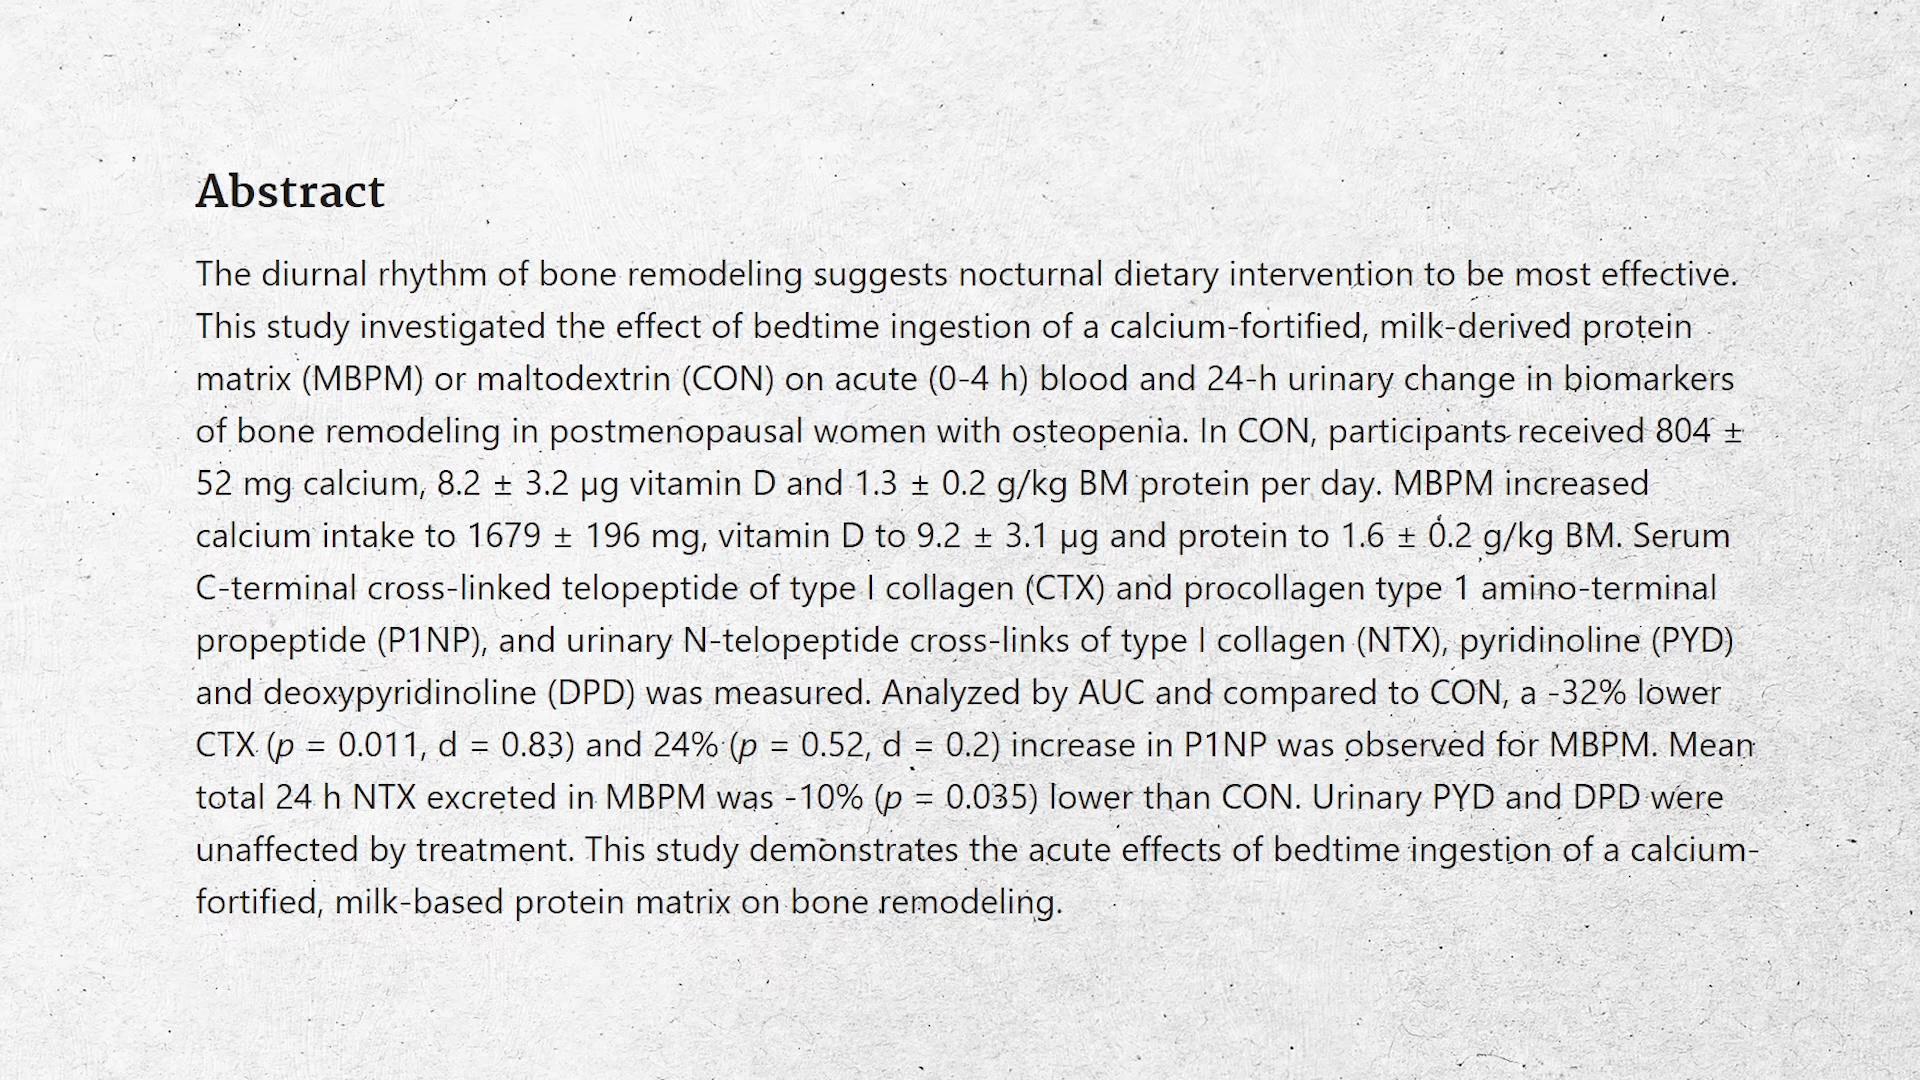 Abstract
The diurnal rhythm of bone remodeling suggests nocturnal dietary intervention to be most effective.
This study investigated the effect of bedtime ingestion of a calcium-fortified, milk-derived protein
matrix (MBPM) or maltodextrin (CON) on acute (0-4 h) blood and 24-h urinary change in biomarkers
of bone remodeling in postmenopausal women with osteopenia. In CON, participants received 804 ±
52 mg calcium, 8.2 ± 3.2 µg vitamin D and 1.3 ± 0.2 g/kg BM protein per day. MBPM increased
calcium intake to 1679 ± 196 mg, vitamin D to 9.2 ± 3.1 µg and protein to 1.6 ± 0.2 g/kg BM. Serum
C-terminal cross-linked telopeptide of type I collagen (CTX) and procollagen type 1 amino-terminal
propeptide (P1NP), and urinary N-telopeptide cross-links of type I collagen (NTX), pyridinoline (PYD)
and deoxypyridinoline (DPD) was measured. Analyzed by AUC and compared to CON, a -32% lower
CTX (p = 0.011, d = 0.83) and 24% (p = 0.52, d = 0.2) increase in P1NP was observed for MBPM. Mean
total 24 h NTX excreted in MBPM was -10% (p = 0.035) lower than CON. Urinary PYD and DPD were
unaffected by treatment. This study demonstrates the acute effects of bedtime ingestion of a calcium-
fortified, milk-based protein matrix on bone remodeling.